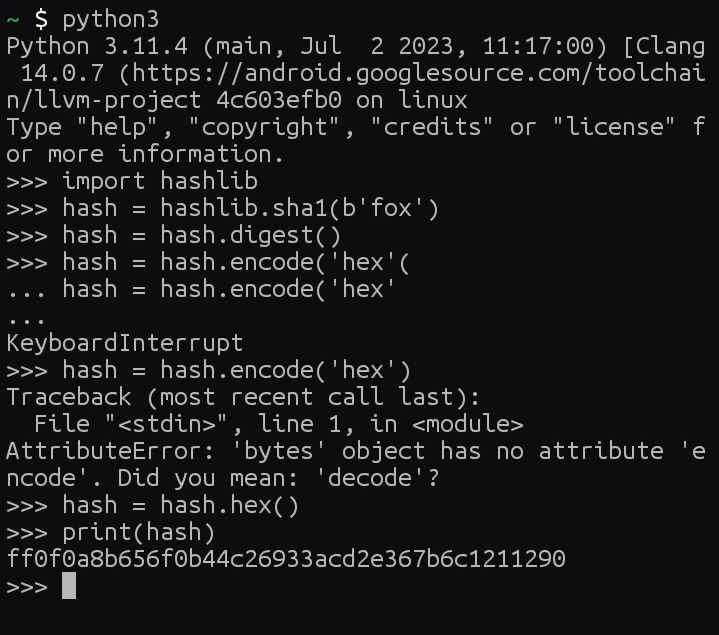 ~ $ python3
Python 3.11.4 (main, Jul  2 2023, 11:17:00) [Clang
 14.0.7 (https://android.googlesource.com/toolchai
n/llvm-project 4c603efb0 on linux
Type "help", "copyright", "credits" or "license" f
or more information.
>>> import hashlib
>>> hash = hashlib.sha1(b'fox')
>>> hash = hash.digest()
>>> hash = hash.encode('hex'(
... hash = hash.encode('hex'
...
KeyboardInterrupt
>>> hash = hash.encode('hex')
Traceback (most recent call last):
  File "<stdin>", line 1, in <module>
AttributeError: 'bytes' object has no attribute 'e
ncode'. Did you mean: 'decode'?
>>> hash = hash.hex()
>>> print(hash)
ff0f0a8b656f0b44c26933acd2e367b6c1211290
>>>